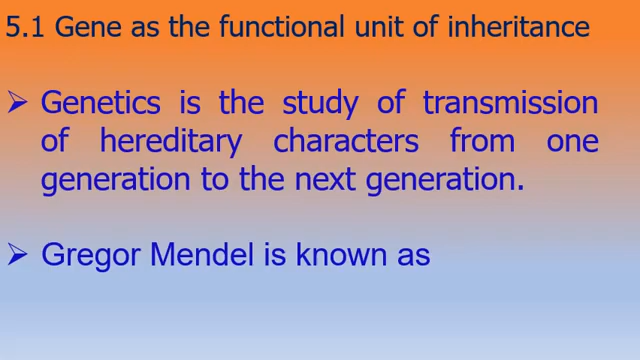 5.1 Gene as the functional unit of inheritance
➢ Genetics is the study of transmission
of hereditary characters from one
generation to the next generation.
➢ Gregor Mendel is known as